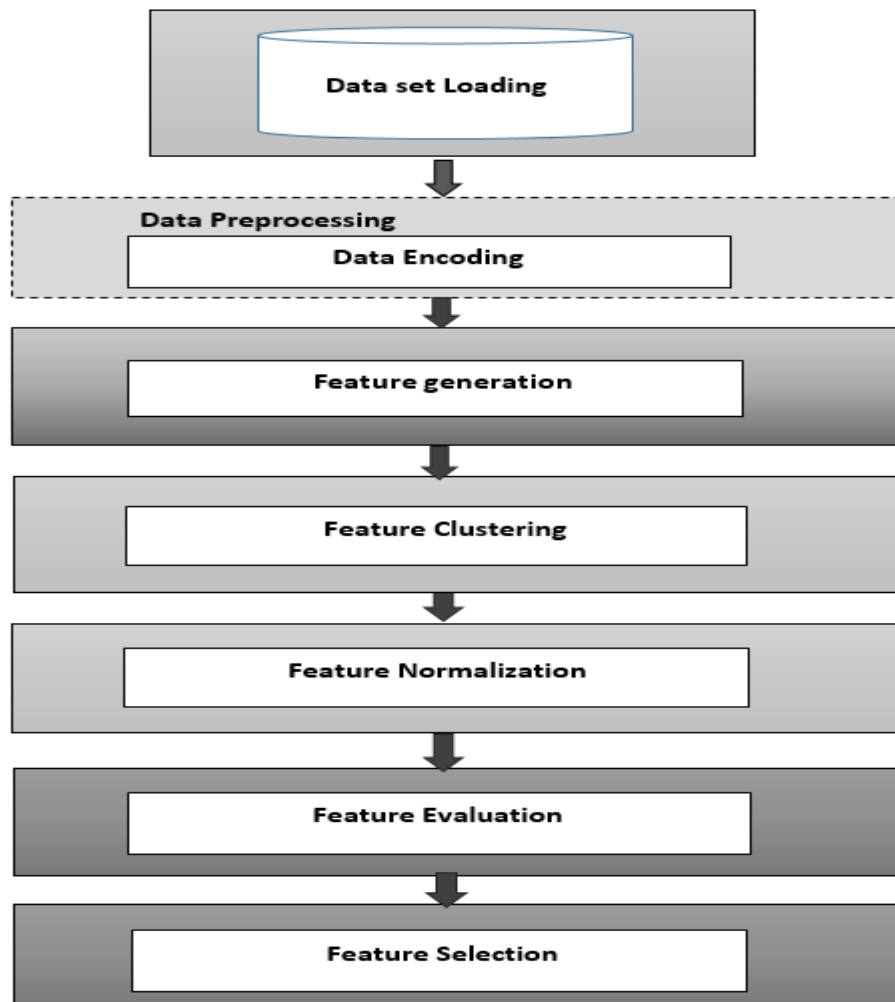 Data set Loading
Data Preprocessing
Data Encoding
Feature generation
Feature Clustering
Feature Normalization
Feature Evaluation
Feature Selection